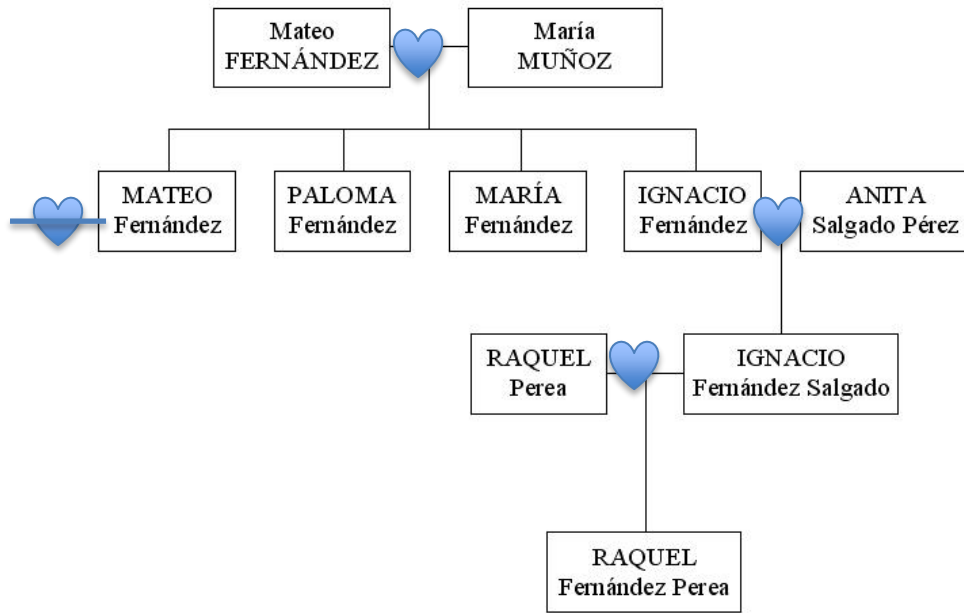 Mateo
FERNÁNDEZ
María
MUÑOZ
MATEO
Fernández
PALOMA
Fernández
MARÍA
Fernández
IGNACIO
Fernández
ANITA
Salgado Pérez
RAQUEL
Perea
IGNACIO
Fernández Salgado
RAQUEL
Fernández Perea